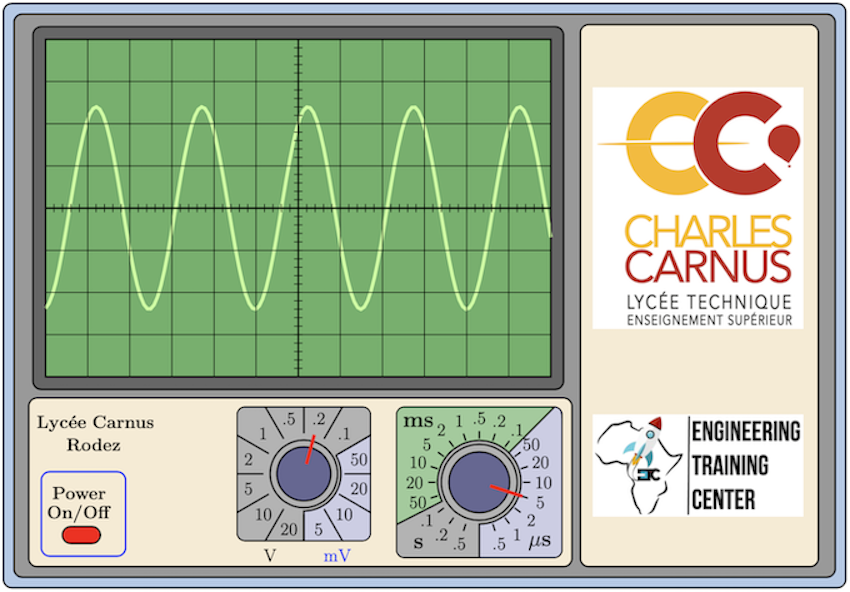 CHARLES
CARNUS
LYCÉE TECHNIQUE
ENSEIGNEMENT SUPÉRIEUR
Lycée Carnus
Rodez
Power
On/Off
.5 .2
1 .1
2 50
5 20
10 10
20 5
V mV
ms
.5
1 .2
2 .1
5 50
10 20
20 10
50 5
.1 2
.2 1
.5 .5
s µs
ENGINEERING
TRAINING
CENTER